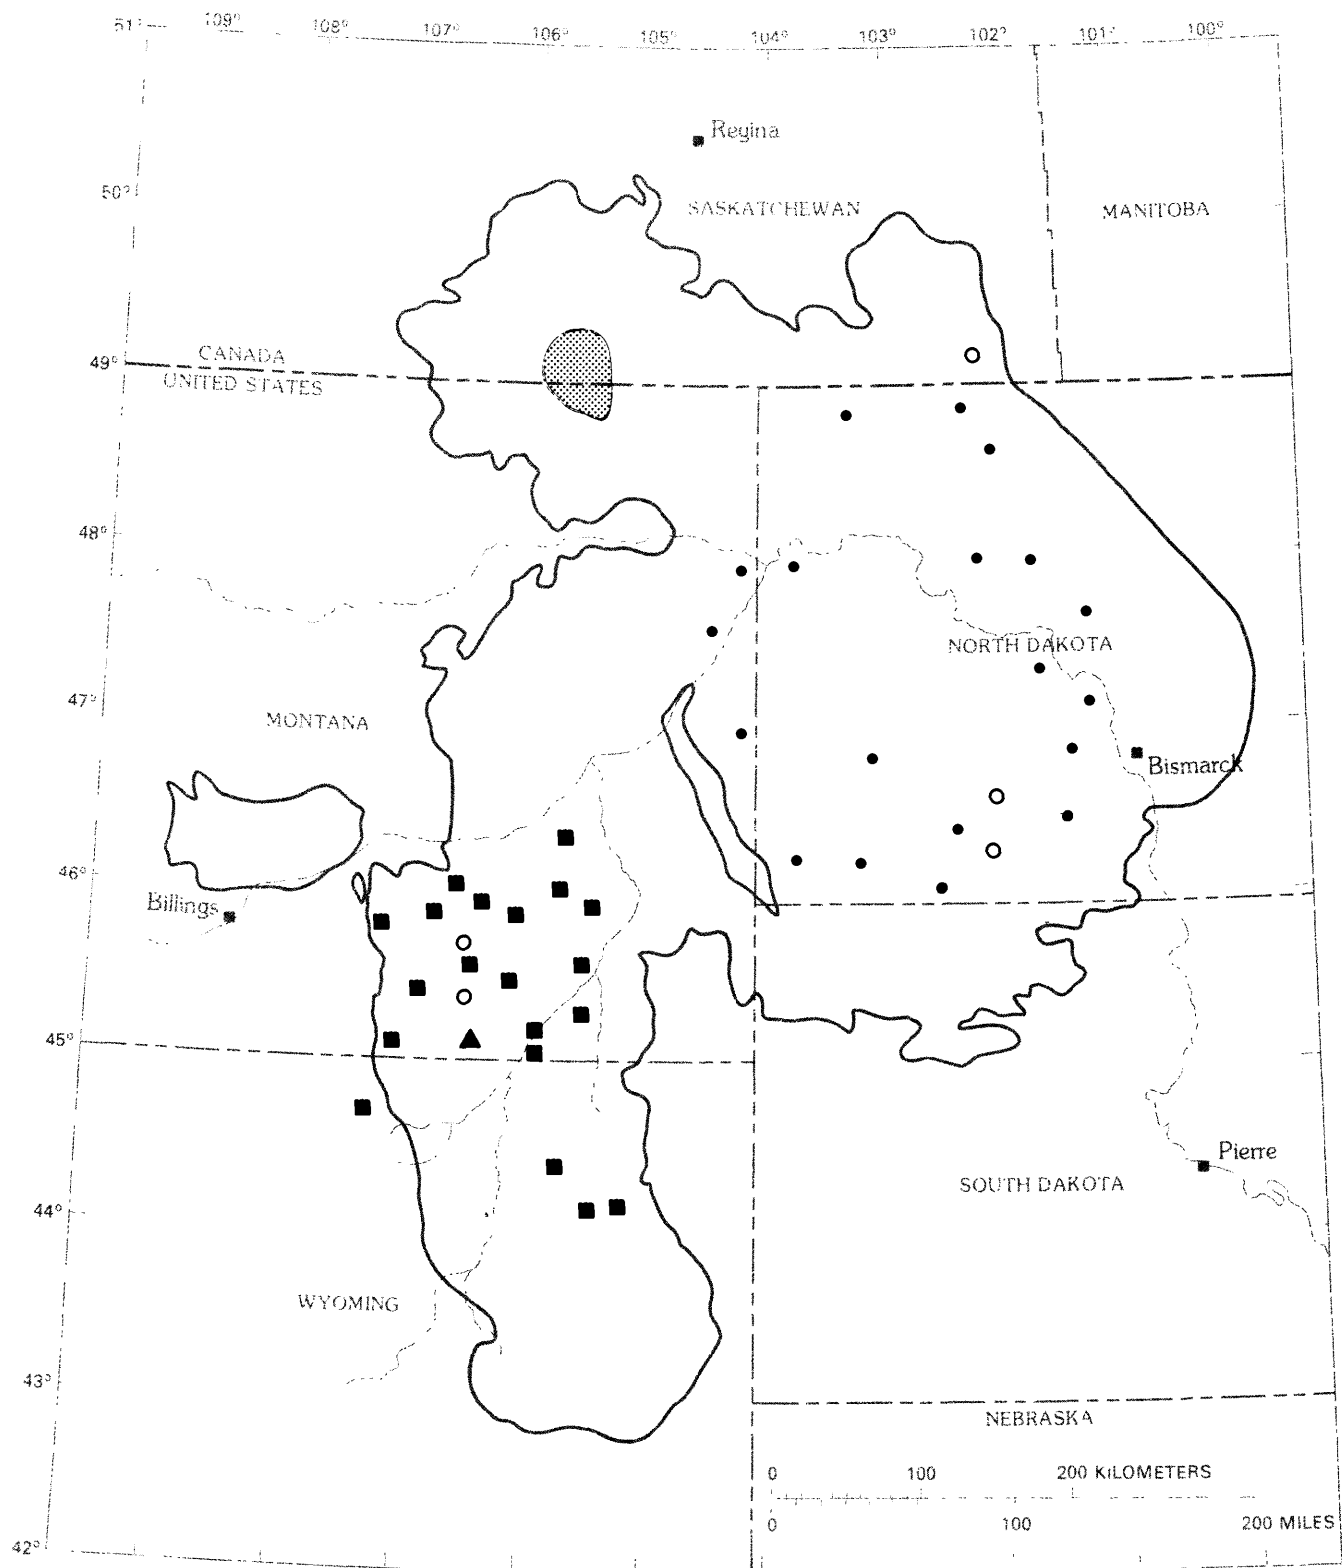 51° 109° 108° 107° 106° 105° 104° 103° 102° 101° 100°
Regina
50°
SASKATCHEWAN
MANITOBA
49°
CANADA
UNITED STATES
48°
NORTH DAKOTA
47°
MONTANA
Bismarck
46°
Billings
45°
Pierre
SOUTH DAKOTA
44°
WYOMING
43°
NEBRASKA
0 100 200 KILOMETERS
0 100 200 MILES
42°